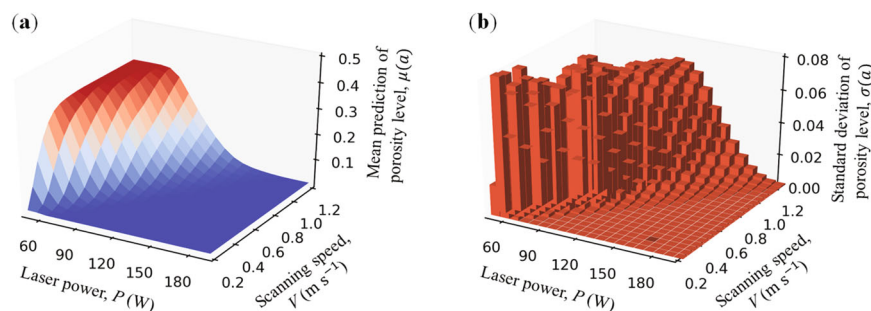 (a)
0.5
0.4
0.3
0.2
0.1
Mean prediction of
porosity level, μ(a)
60
90
120
150
180
Laser power, P (W)
0.2
0.4
0.6
0.8
1.0
1.2
Scanning speed,
V (m s⁻¹)
(b)
0.08
0.06
0.04
0.02
0.00
Standard deviation of
porosity level, σ(a)
60
90
120
150
180
Laser power, P (W)
0.2
0.4
0.6
0.8
1.0
1.2
Scanning speed,
V (m s⁻¹)